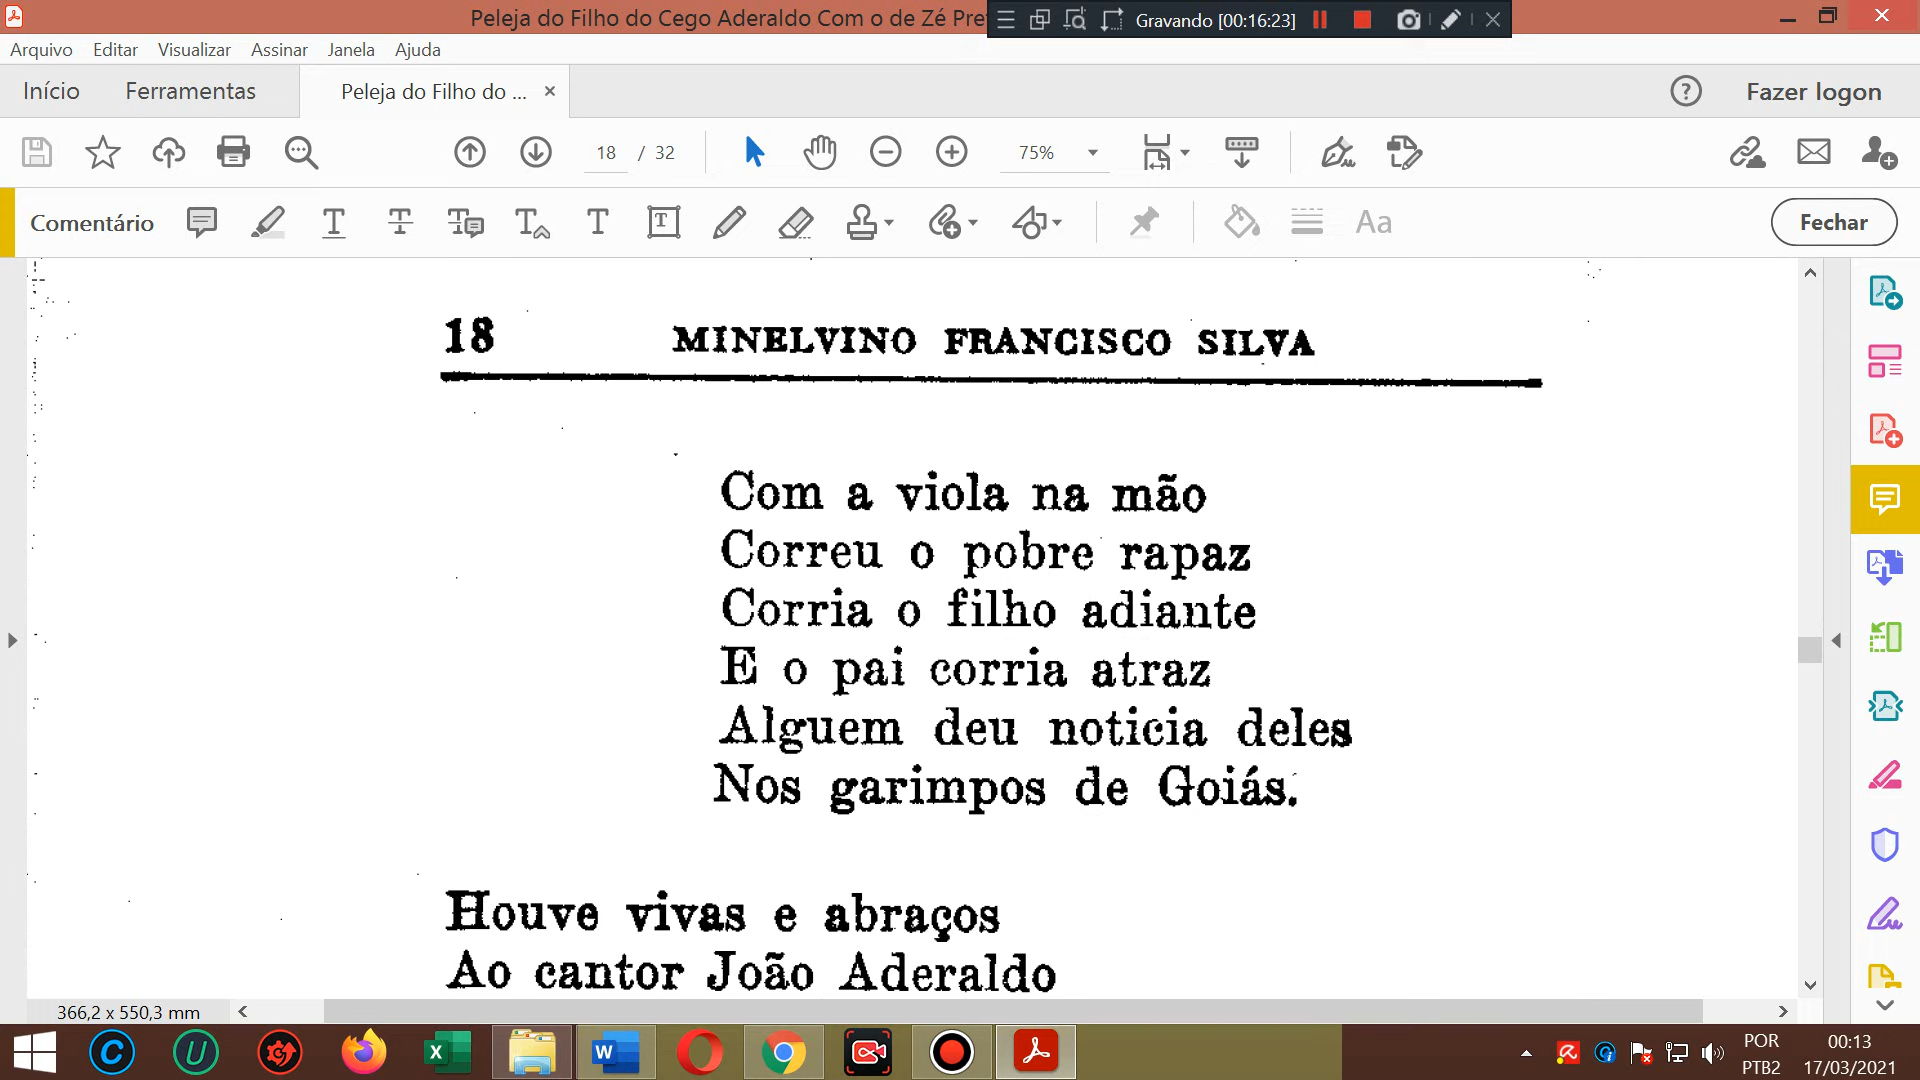 Peleja do Filho do Cego Aderaldo Com o de Zé Pre
Gravando [00:16:23]
Arquivo Editar Visualizar Assinar Janela Ajuda
Início Ferramentas Peleja do Filho do ... × Fazer logon
18 / 32 75%
Comentário Fechar
18 MINELVINO FRANCISCO SILVA
Com a viola na mão
Correu o pobre rapaz
Corria o filho adiante
E o pai corria atraz
Alguem deu noticia deles
Nos garimpos de Goiás.
Houve vivas e abraços
Ao cantor João Aderaldo
366,2 x 550,3 mm
POR 00:13
PTB2 17/03/2021